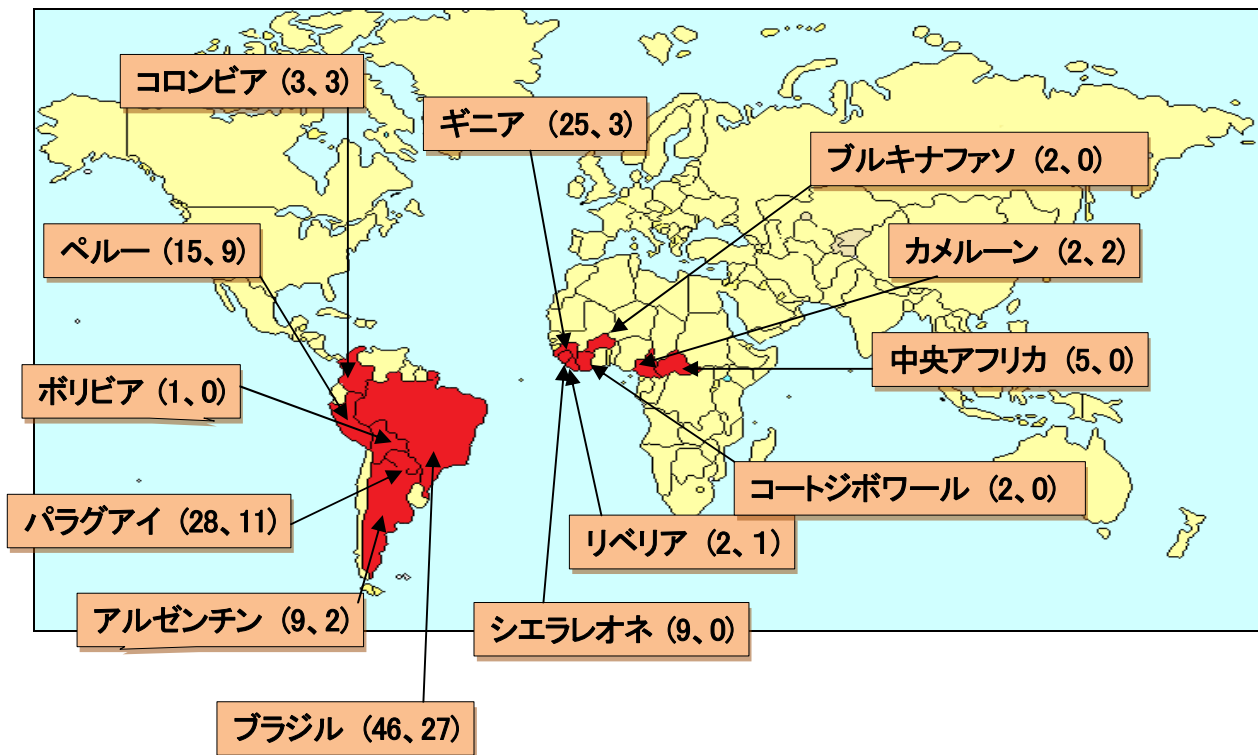 コロンビア (3、3)
ギニア (25、3)
ブルキナファソ (2、0)
ペルー (15、9)
カメルーン (2、2)
中央アフリカ (5、0)
ボリビア (1、0)
コートジボワール (2、0)
パラグアイ (28、11)
リベリア (2、1)
アルゼンチン (9、2)
シエラレオネ (9、0)
ブラジル (46、27)